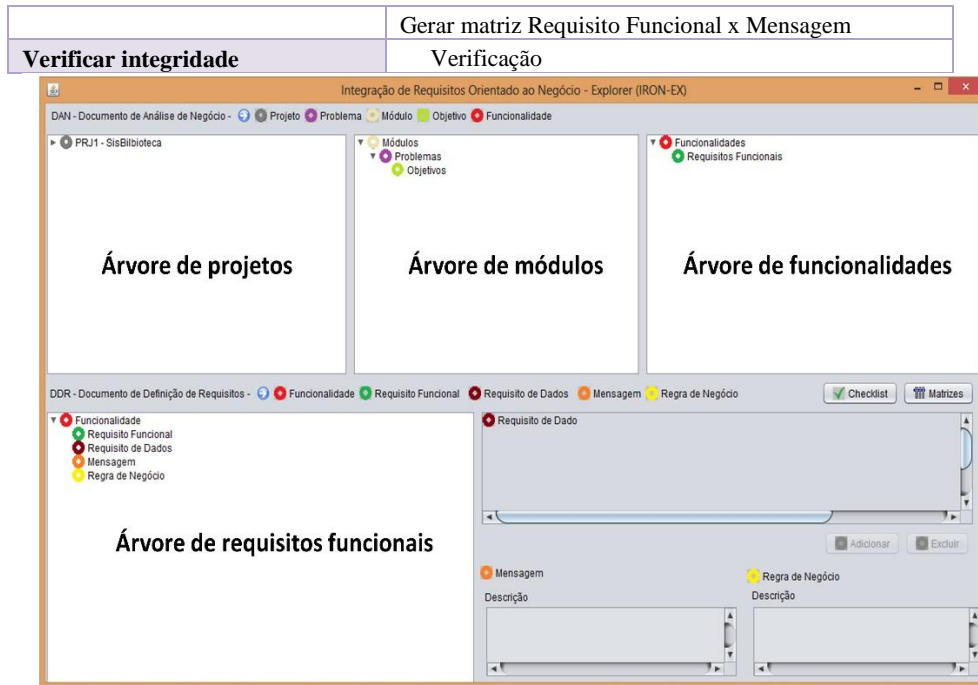 Gerar matriz Requisito Funcional x Mensagem
Verificar integridade Verificação
Integração de Requisitos Orientado ao Negócio - Explorer (IRON-EX)
DAN - Documento de Análise de Negócio - Projeto Problema Módulo Objetivo Funcionalidade
PRJ1 - SisBilbioteca
Módulos
Problemas
Objetivos
Funcionalidades
Requisitos Funcionais
Árvore de projetos
Árvore de módulos
Árvore de funcionalidades
DDR - Documento de Definição de Requisitos - Funcionalidade Requisito Funcional Requisito de Dados Mensagem Regra de Negócio Checklist Matrizes
Funcionalidade
Requisito Funcional
Requisito de Dados
Mensagem
Regra de Negócio
Árvore de requisitos funcionais
Requisito de Dado
Adicionar Excluir
Mensagem
Descrição
Regra de Negócio
Descrição